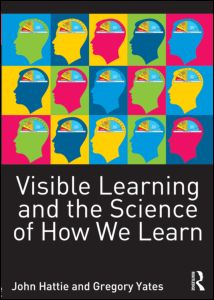 Visible Learning
and the Science
of How We Learn
John Hattie and Gregory Yates
ROUTLEDGE